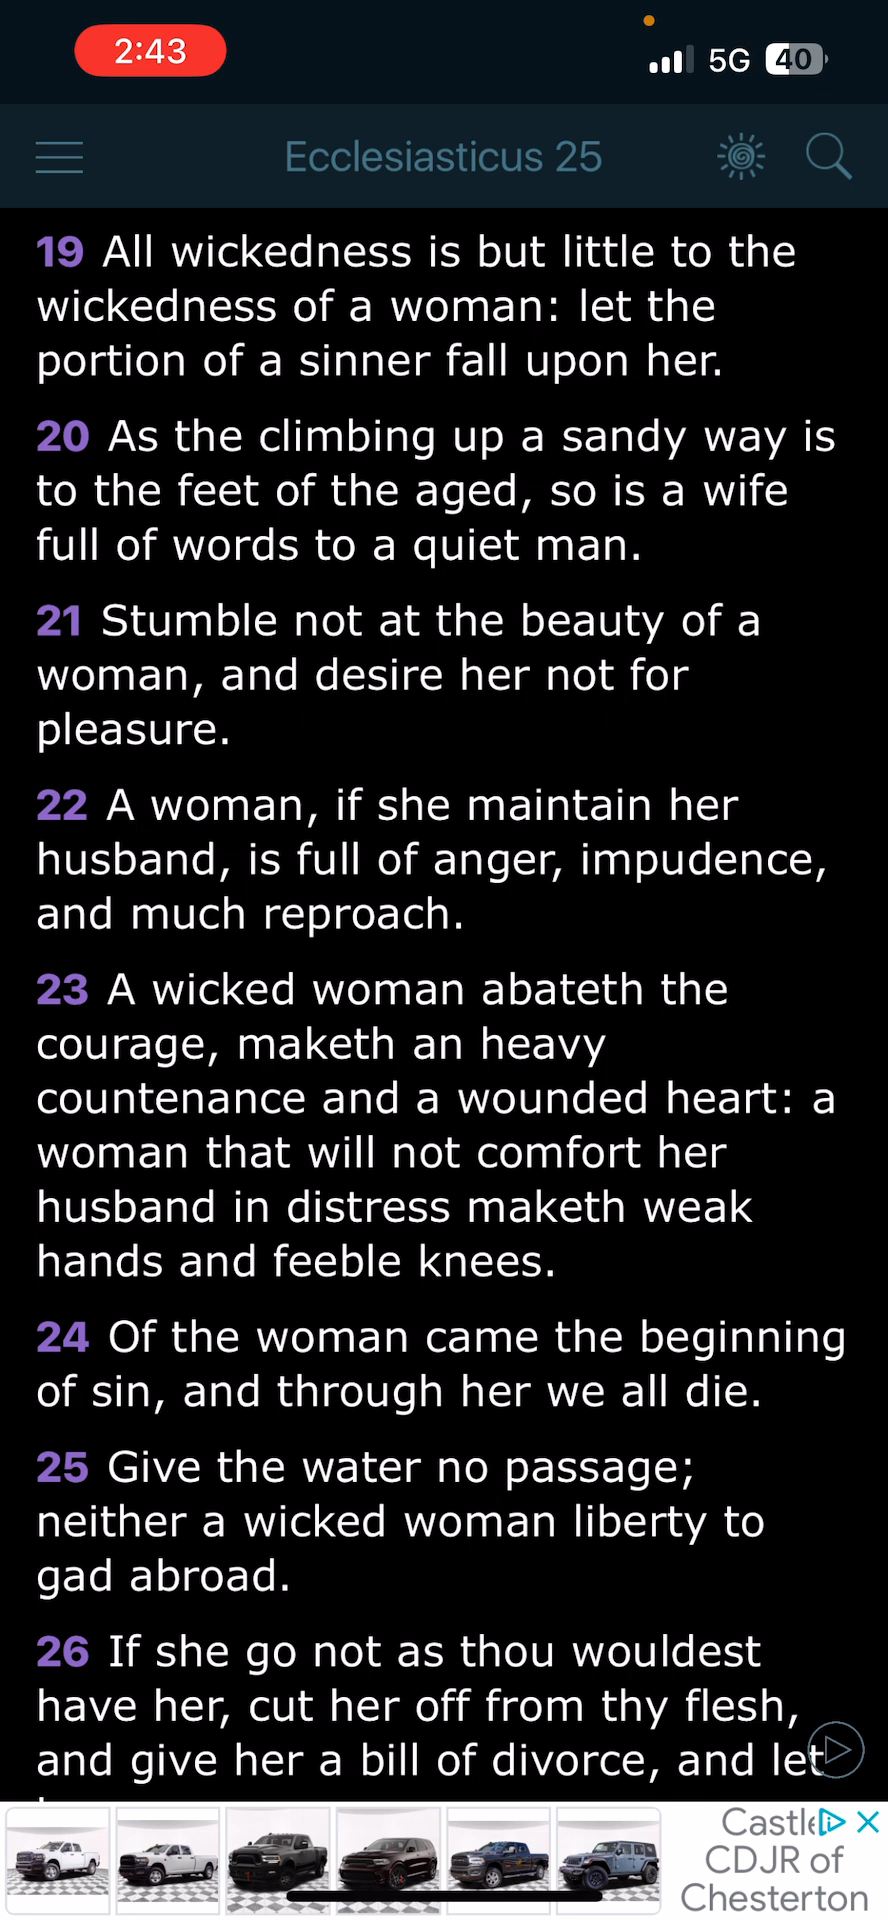 2:43
5G 40
Ecclesiasticus 25
19 All wickedness is but little to the
wickedness of a woman: let the
portion of a sinner fall upon her.
20 As the climbing up a sandy way is
to the feet of the aged, so is a wife
full of words to a quiet man.
21 Stumble not at the beauty of a
woman, and desire her not for
pleasure.
22 A woman, if she maintain her
husband, is full of anger, impudence,
and much reproach.
23 A wicked woman abateth the
courage, maketh an heavy
countenance and a wounded heart: a
woman that will not comfort her
husband in distress maketh weak
hands and feeble knees.
24 Of the woman came the beginning
of sin, and through her we all die.
25 Give the water no passage;
neither a wicked woman liberty to
gad abroad.
26 If she go not as thou wouldest
have her, cut her off from thy flesh,
and give her a bill of divorce, and let
Castle
CDJR of
Chesterton